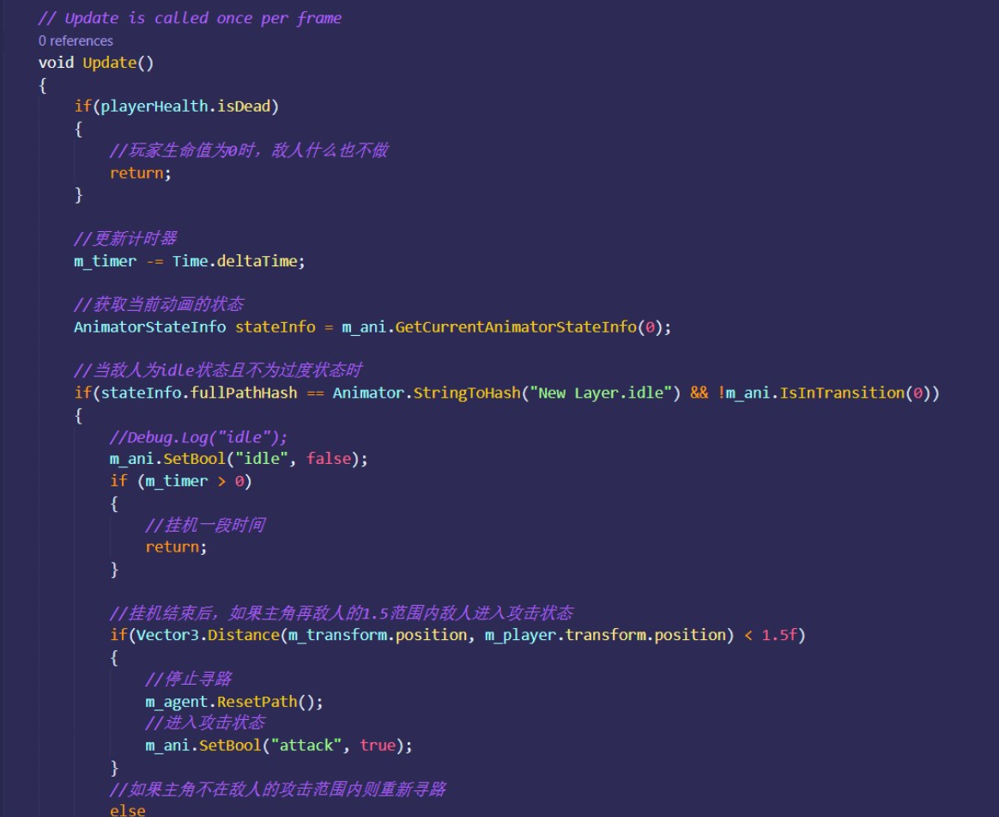 // Update is called once per frame
0 references
void Update()
{
if(playerHealth.isDead)
{
//玩家生命值为0时，敌人什么也不做
return;
}
//更新计时器
m_timer -= Time.deltaTime;
//获取当前动画的状态
AnimatorStateInfo stateInfo = m_ani.GetCurrentAnimatorStateInfo(0);
//当敌人为idle状态且不为过度状态时
if(stateInfo.fullPathHash == Animator.StringToHash("New Layer.idle") && !m_ani.IsInTransition(0))
{
//Debug.Log("idle");
m_ani.SetBool("idle", false);
if (m_timer > 0)
{
//挂机一段时间
return;
}
//挂机结束后，如果主角再敌人的1.5范围内敌人进入攻击状态
if(Vector3.Distance(m_transform.position, m_player.transform.position) < 1.5f)
{
//停止寻路
m_agent.ResetPath();
//进入攻击状态
m_ani.SetBool("attack", true);
}
//如果主角不在敌人的攻击范围内则重新寻路
else